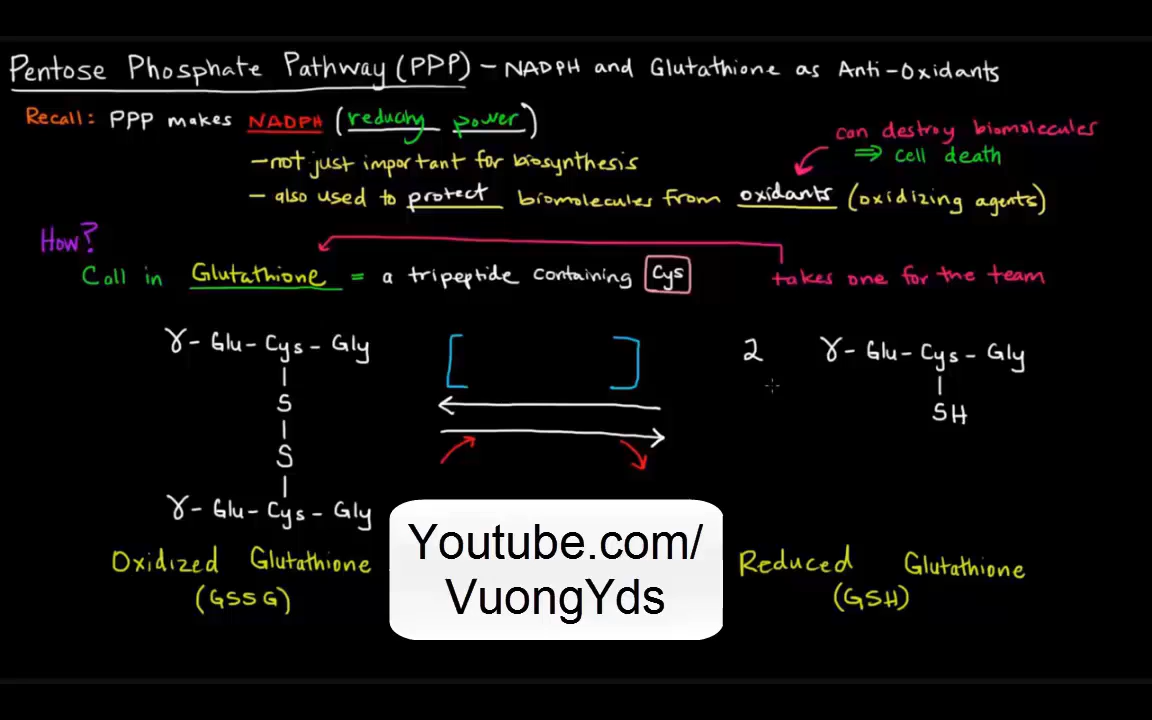 Pentose Phosphate Pathway (PPP) - NADPH and Glutathione as Anti-Oxidants
Recall: PPP makes NADPH (reducing power)
can destroy biomolecules
⇒ cell death
- not just important for biosynthesis
- also used to protect biomolecules from oxidants (oxidizing agents)
How?
Call in Glutathione = a tripeptide containing Cys
takes one for the team
γ- Glu- Cys - Gly
2 γ- Glu- Cys - Gly
S
SH
S
γ- Glu- Cys - Gly
Youtube.com/
VuongYds
Oxidized Glutathione
(GSSG)
Reduced Glutathione
(GSH)